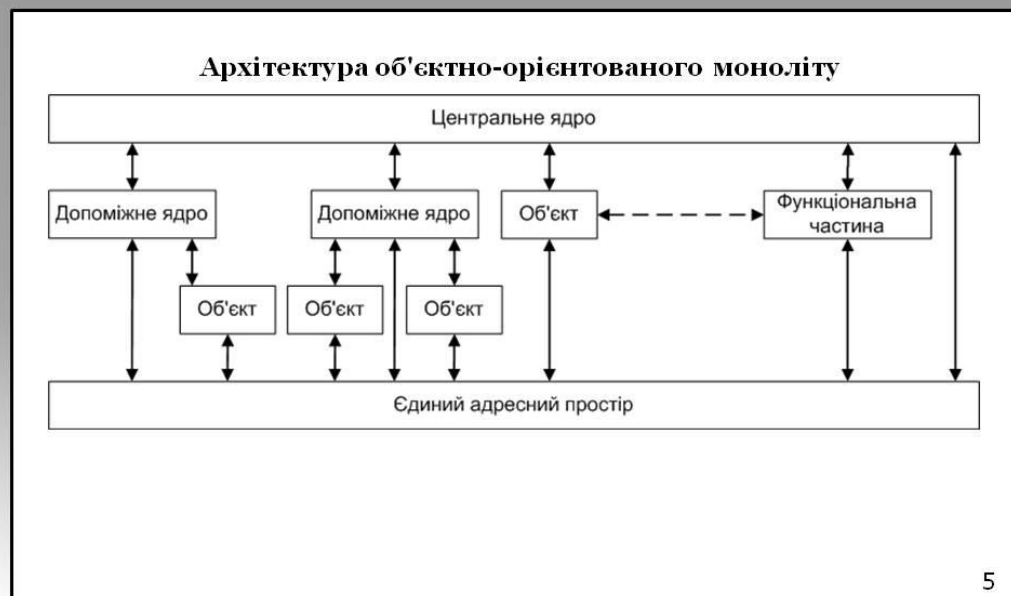 Архітектура об'єктно-орієнтованого моноліту
Центральне ядро
Допоміжне ядро
Допоміжне ядро
Об'єкт
Функціональна
частина
Об'єкт
Об'єкт
Об'єкт
Єдиний адресний простір
5